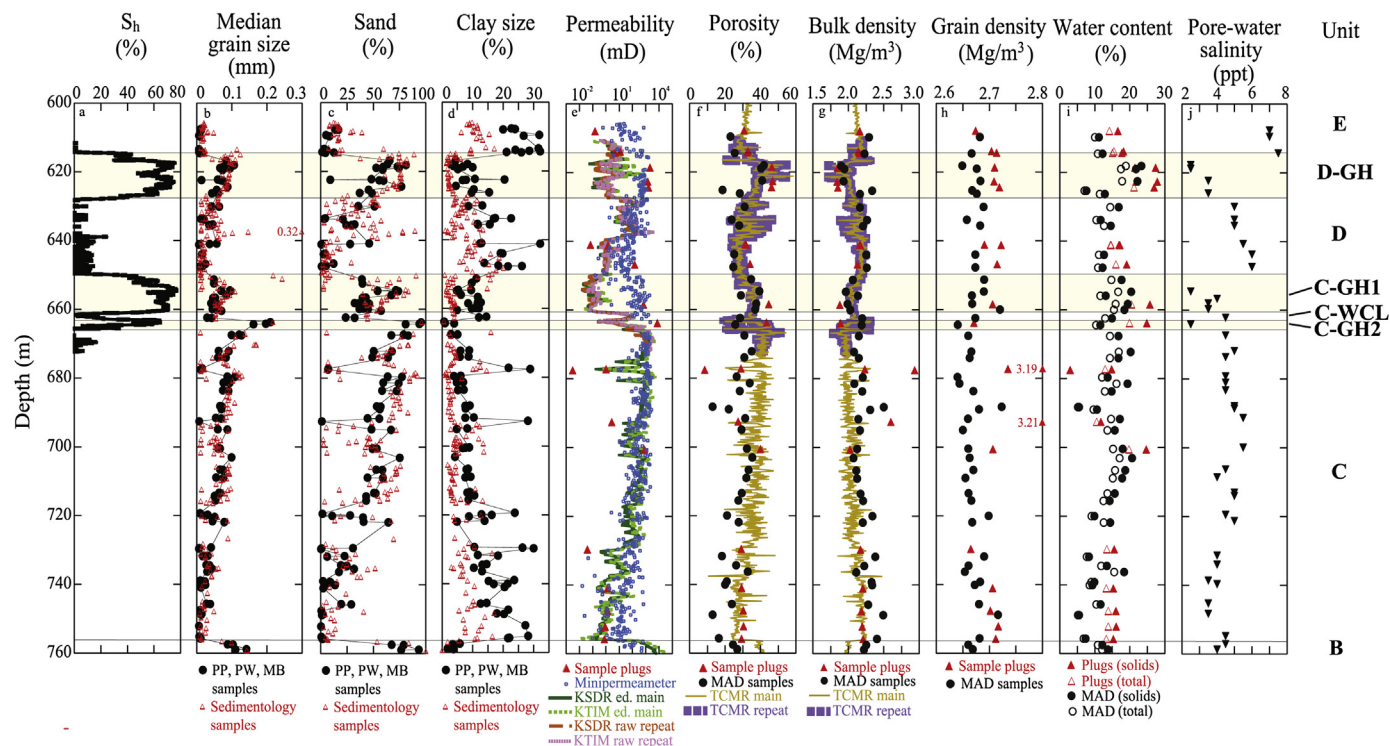 Sh Median Sand Clay size Permeability Porosity Bulk density Grain density Water content Pore-water Unit
(%) grain size (%) (%) (mD) (%) (Mg/m³) (Mg/m³) (%) salinity
(mm) (ppt)
0 20 40 60 80 0 0.1 0.2 0.3 0 25 50 75 100 0 10 20 30 10⁻² 10¹ 10⁴ 0 20 40 60 1.5 2.0 2.5 3.0 2.6 2.7 2.8 0 10 20 30 2 4 6 8
600 a b c d e f g h i j
E
620 D-GH
0.32 D
640
C-GH1
660 C-WCL
C-GH2
3.19
680
3.21
700 C
720
740
760 B
Depth (m)
PP, PW, MB samples
Sedimentology samples
PP, PW, MB samples
Sedimentology samples
PP, PW, MB samples
Sedimentology samples
Sample plugs
Minipermeameter
KSDR ed. main
KTIM ed. main
KSDR raw repeat
KTIM raw repeat
Sample plugs
MAD samples
TCMR main
TCMR repeat
Sample plugs
MAD samples
TCMR main
TCMR repeat
Sample plugs
MAD samples
Plugs (solids)
Plugs (total)
MAD (solids)
MAD (total)